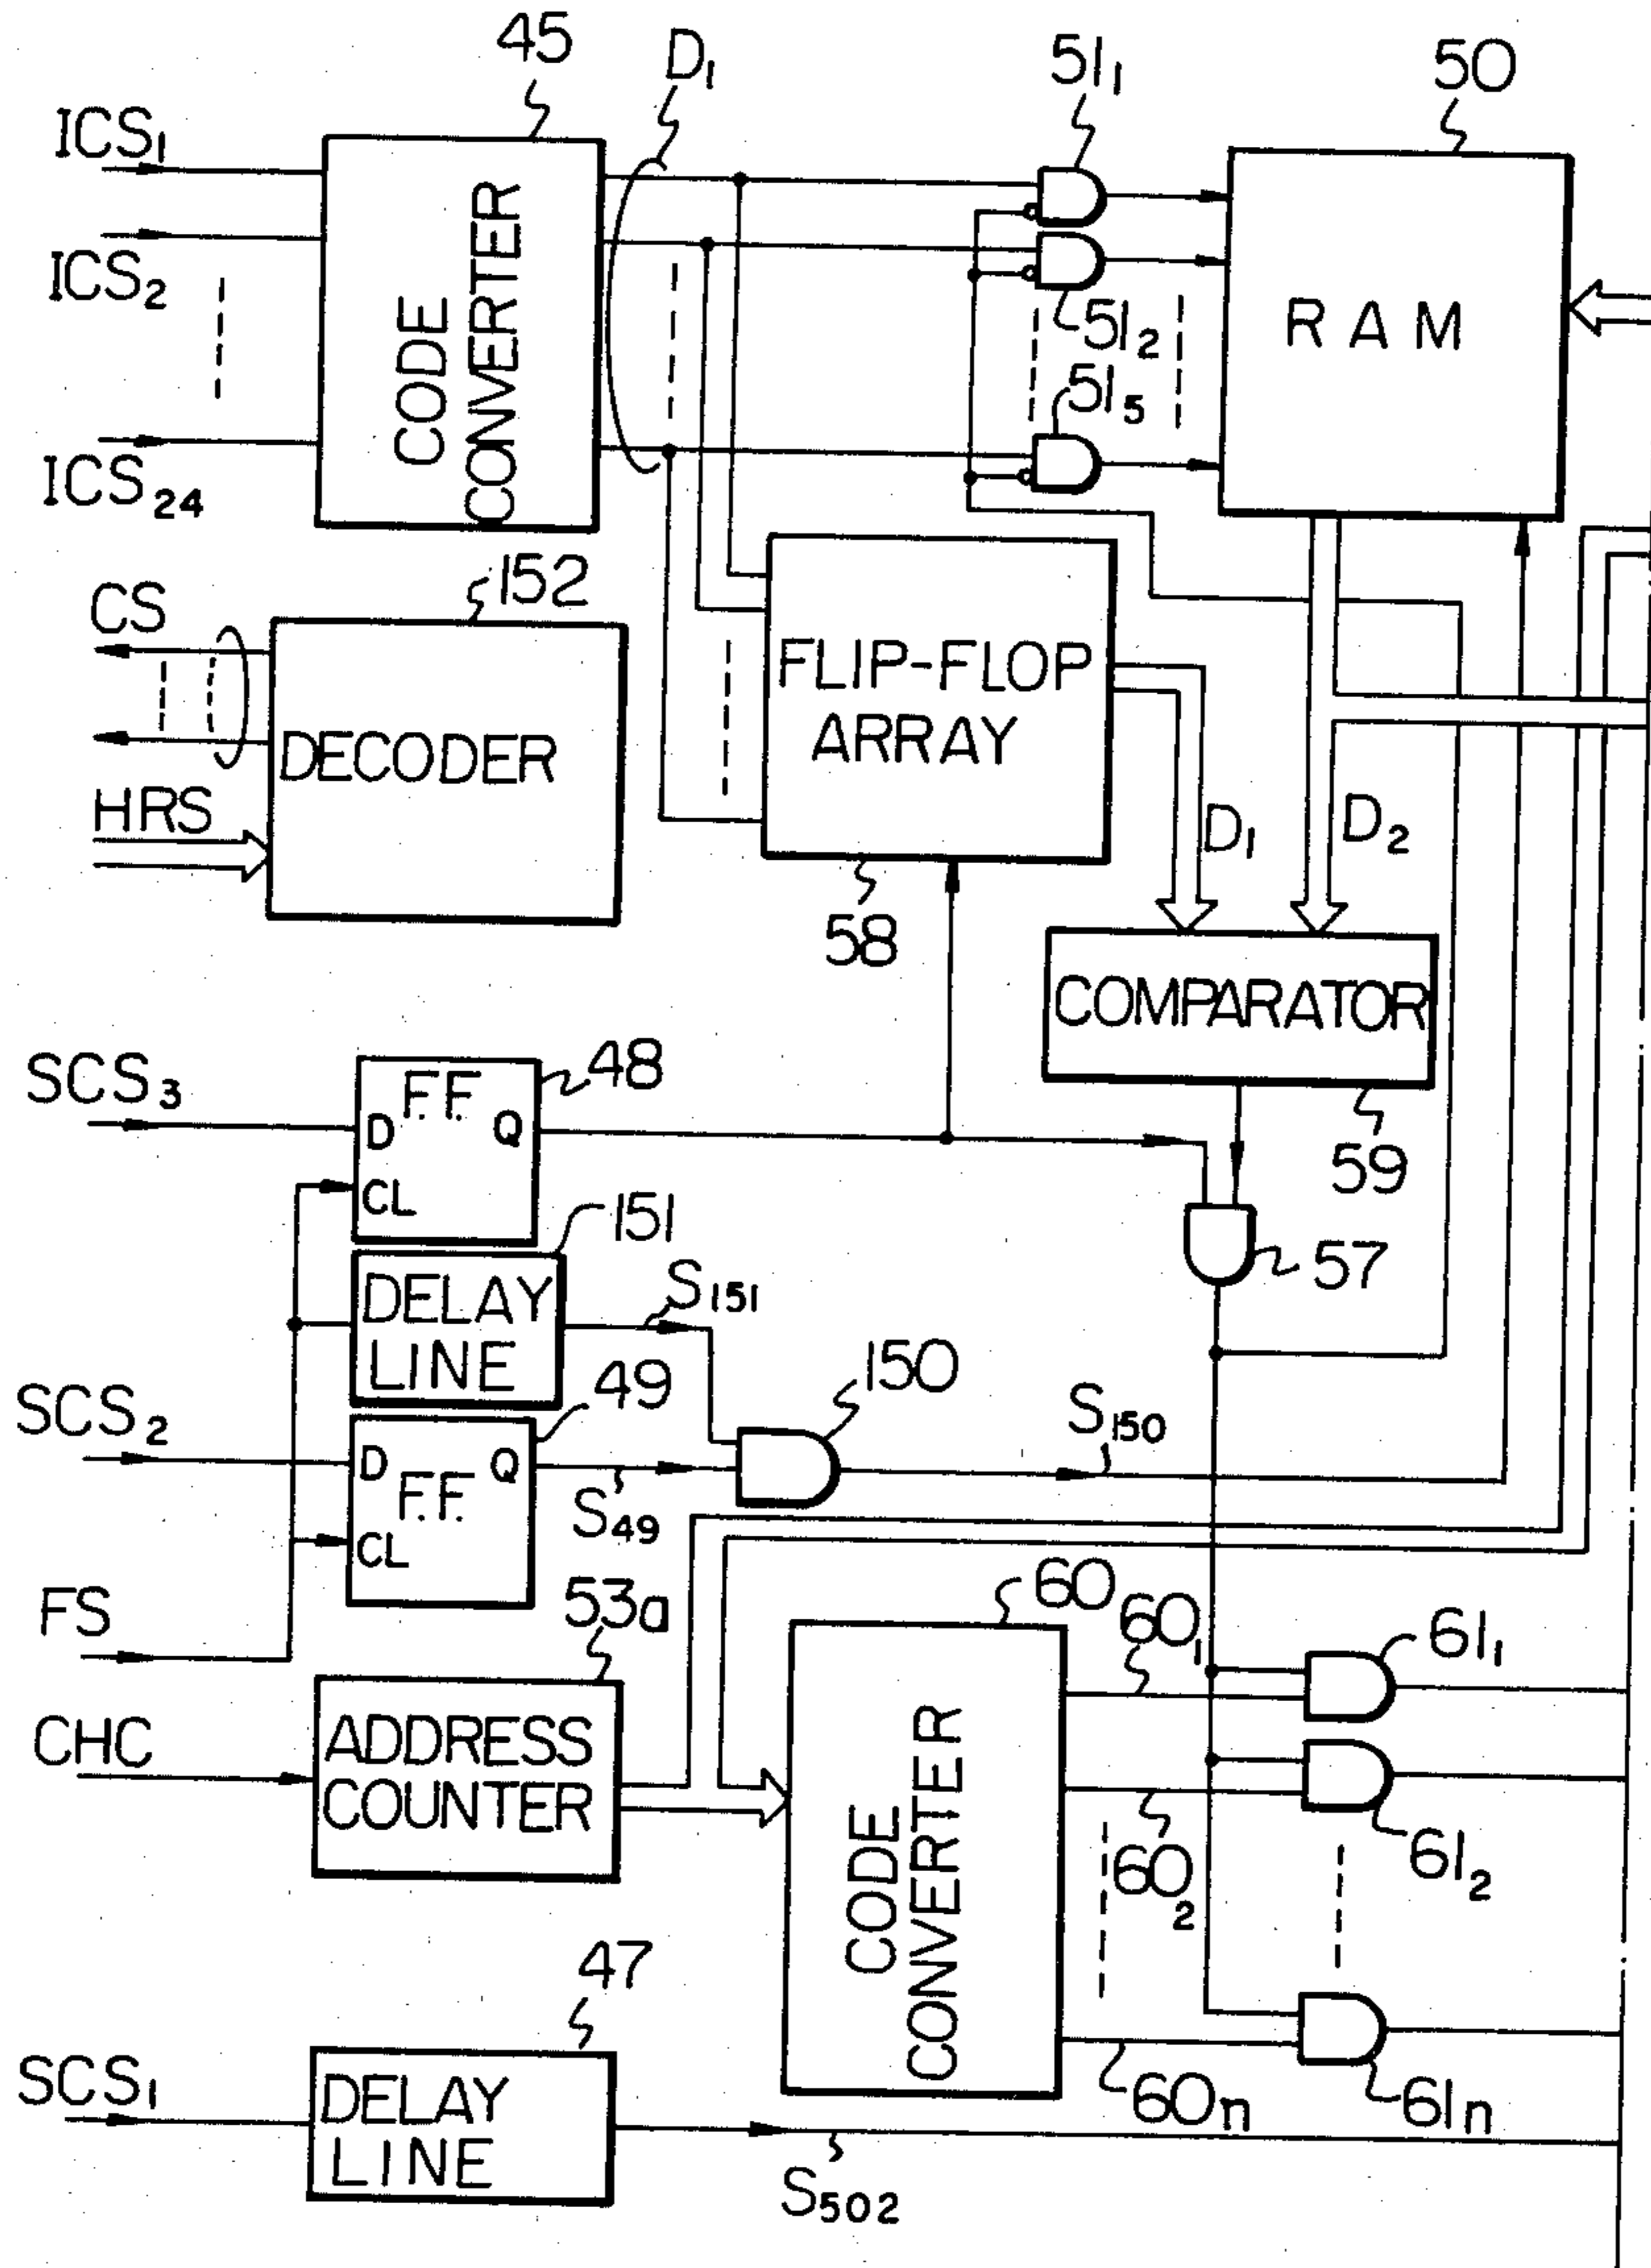 45
D₁
51₁
50
ICS₁
ICS₂
ICS₂₄
CODE
CONVERTER
51₂
51₅
RAM
152
CS
HRS
DECODER
FLIP-FLOP
ARRAY
58
D₁
D₂
COMPARATOR
59
SCS₃
48
F.F.
D
Q
CL
57
151
DELAY
LINE
S₁₅₁
150
S₁₅₀
SCS₂
49
D
Q
F.F.
CL
S₄₉
FS
53a
CHC
ADDRESS
COUNTER
60
CODE
CONVERTER
60₁
60₂
60n
61₁
61₂
61n
47
SCS₁
DELAY
LINE
S₅₀₂